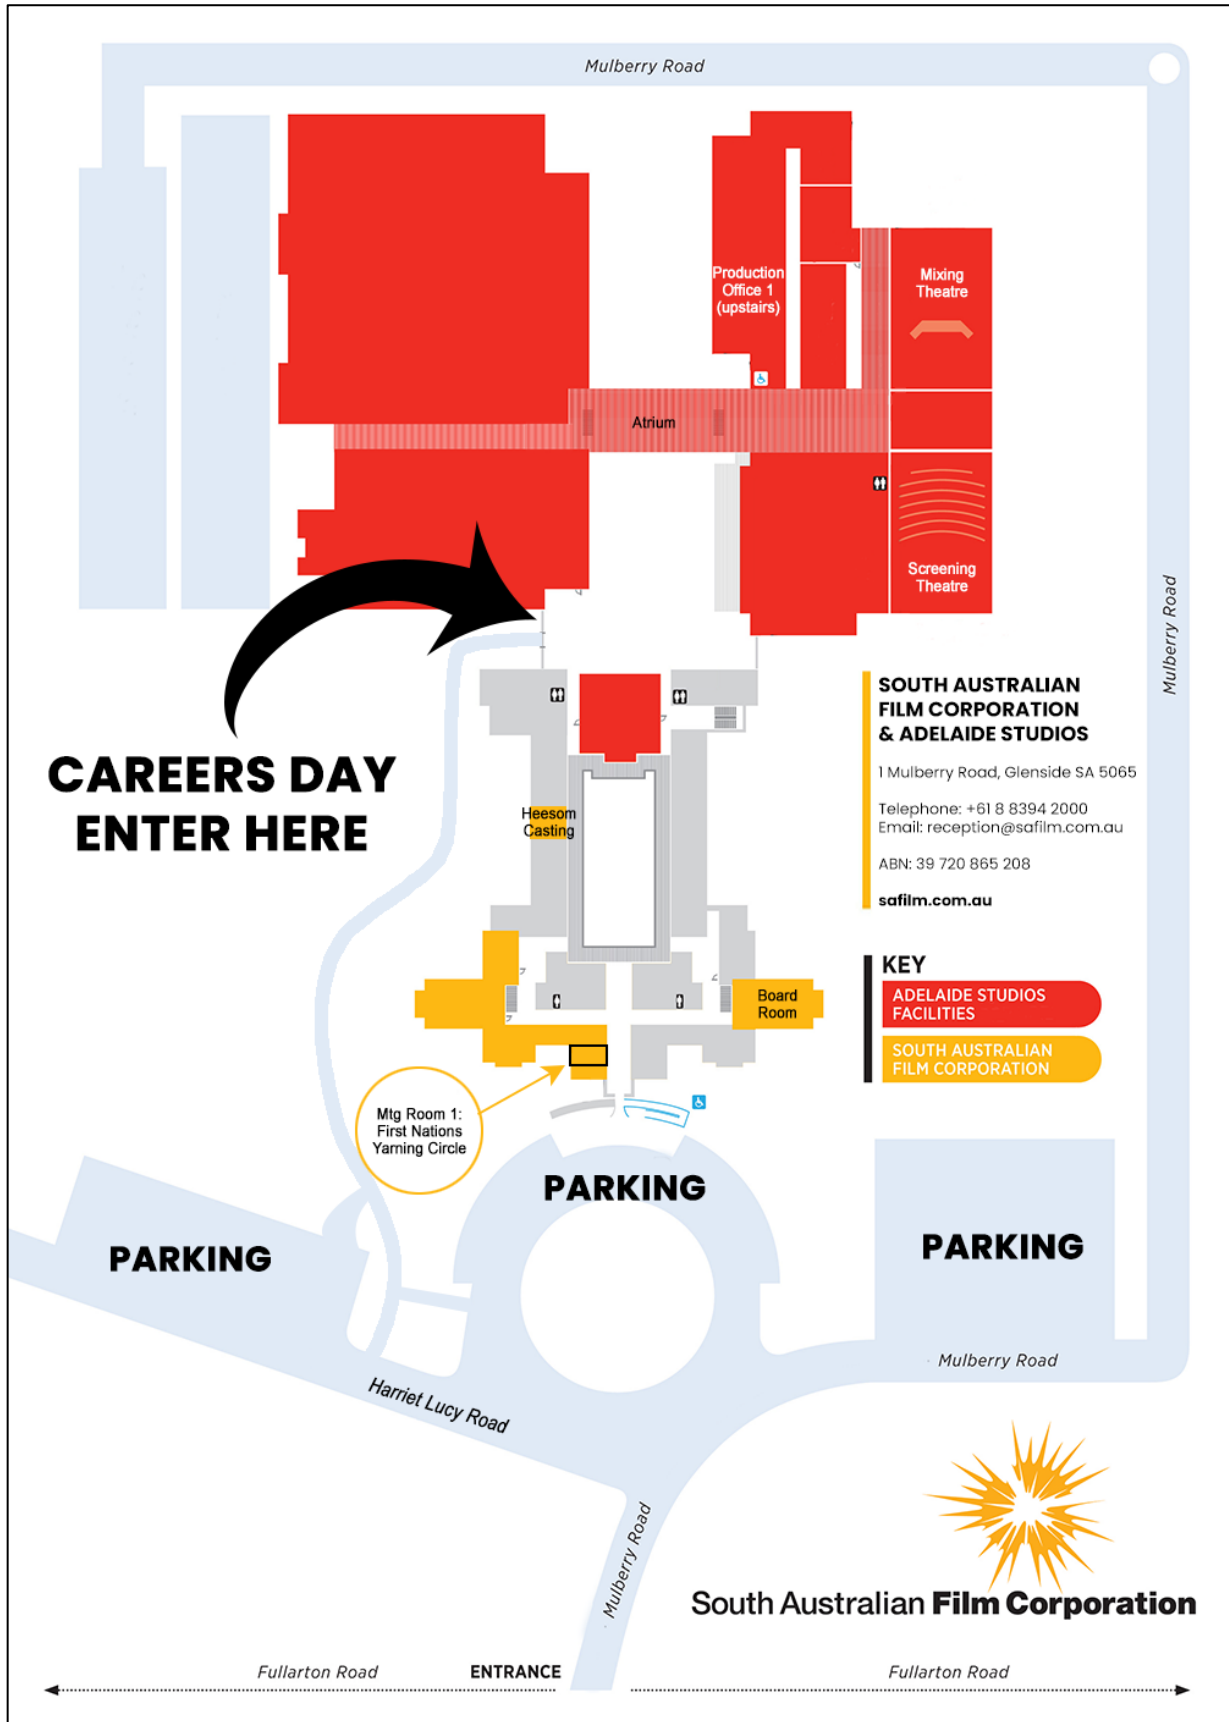 Mulberry Road
Production
Office 1
(upstairs)
Mixing
Theatre
Atrium
Screening
Theatre
Mulberry Road
CAREERS DAY
ENTER HERE
Heesom
Casting
SOUTH AUSTRALIAN
FILM CORPORATION
& ADELAIDE STUDIOS
1 Mulberry Road, Glenside SA 5065
Telephone: +61 8 8394 2000
Email: reception@safilm.com.au
ABN: 39 720 865 208
safilm.com.au
KEY
ADELAIDE STUDIOS
FACILITIES
SOUTH AUSTRALIAN
FILM CORPORATION
Board
Room
Mtg Room 1:
First Nations
Yarning Circle
PARKING
PARKING
PARKING
Mulberry Road
Harriet Lucy Road
Mulberry Road
South Australian Film Corporation
Fullarton Road
ENTRANCE
Fullarton Road